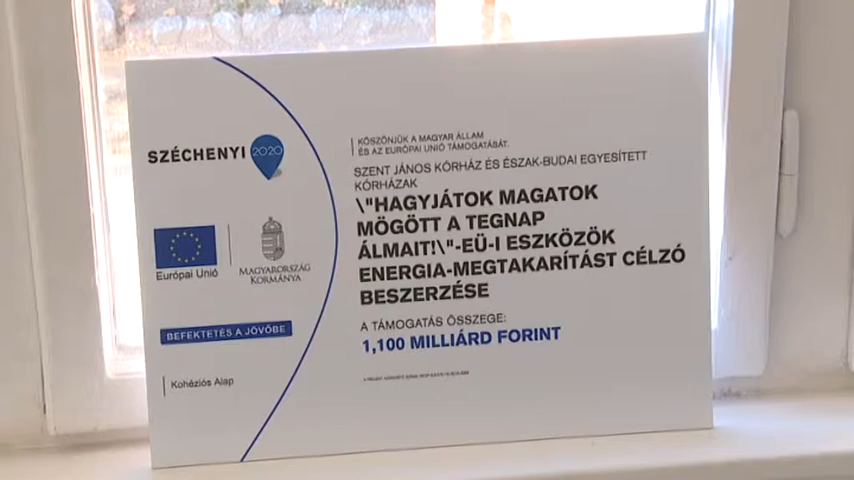 SZÉCHENYI 2020
Európai Unió
MAGYARORSZÁG
KORMÁNYA
BEFEKTETÉS A JÖVŐBE
Kohéziós Alap
KÖSZÖNJÜK A MAGYAR ÁLLAM
ÉS AZ EURÓPAI UNIÓ TÁMOGATÁSÁT.
SZENT JÁNOS KÓRHÁZ ÉS ÉSZAK-BUDAI EGYESÍTETT
KÓRHÁZAK
\"HAGYJÁTOK MAGATOK
MÖGÖTT A TEGNAP
ÁLMAIT!\"-EÜ-I ESZKÖZÖK
ENERGIA-MEGTAKARÍTÁST CÉLZÓ
BESZERZÉSE
A TÁMOGATÁS ÖSSZEGE:
1,100 MILLIÁRD FORINT